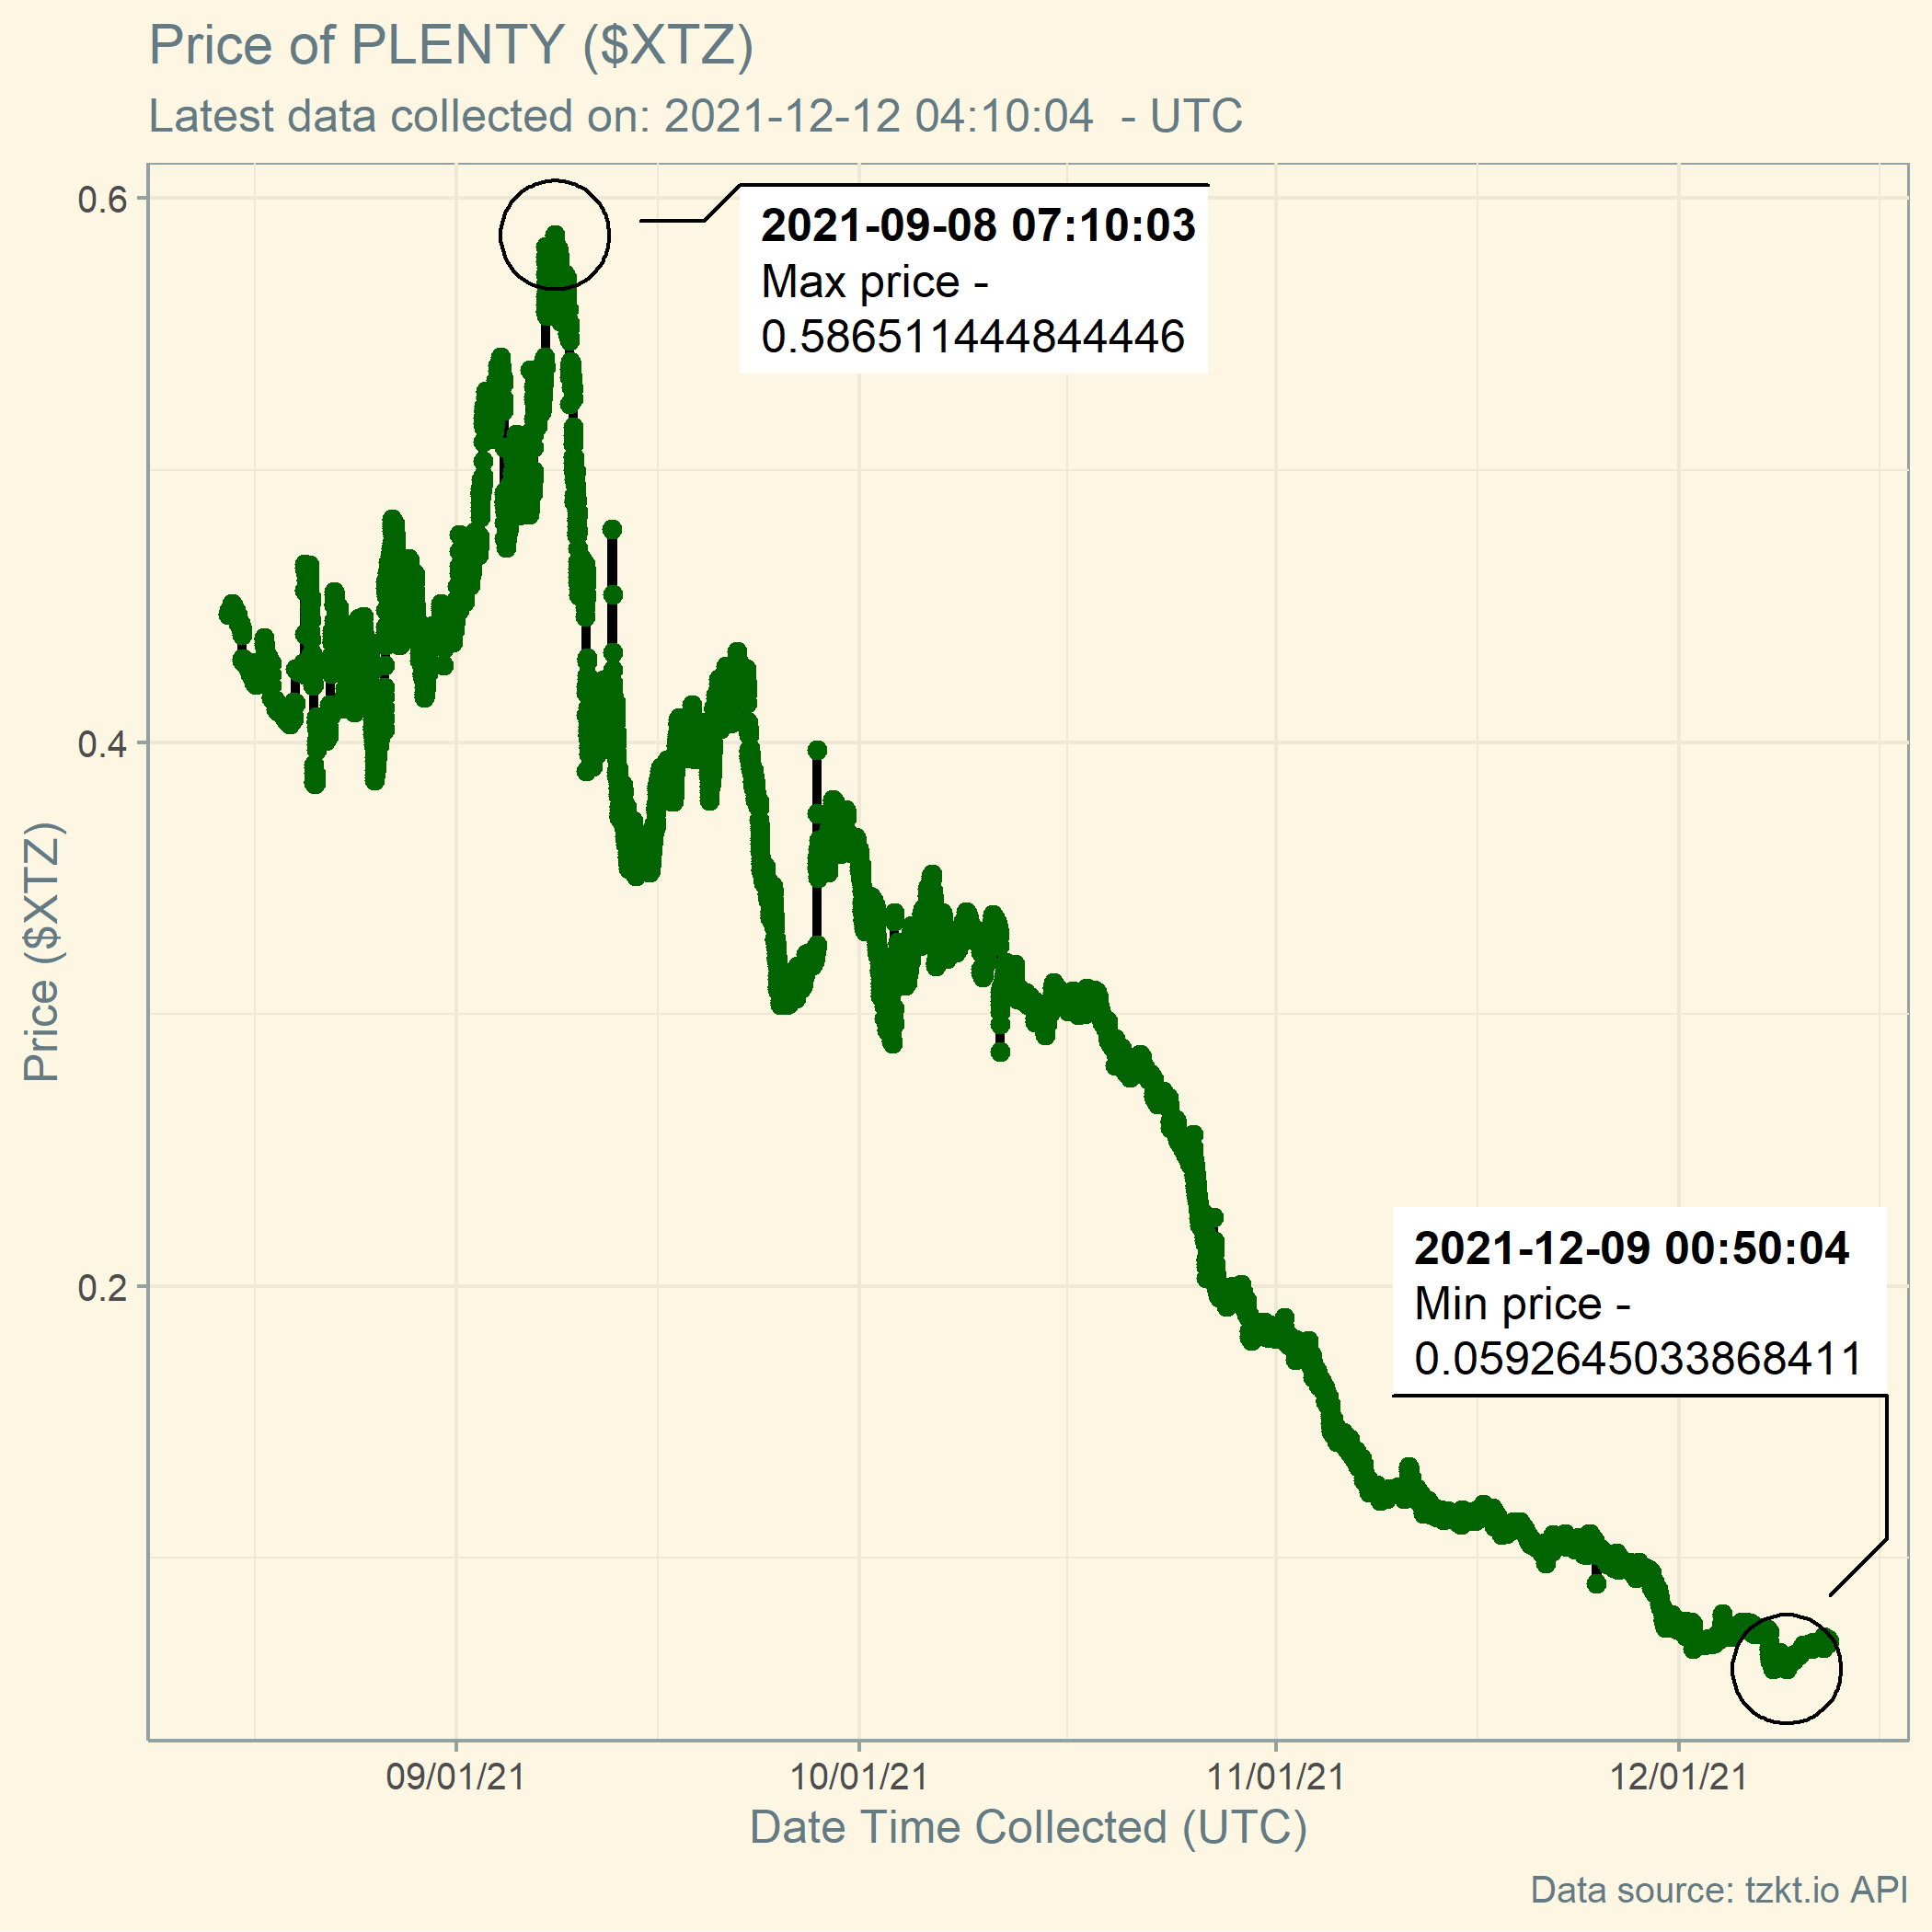 Price of PLENTY ($XTZ)
Latest data collected on: 2021-12-12 04:10:04  - UTC
0.6
2021-09-08 07:10:03
Max price -
0.586511444844446
0.4
Price ($XTZ)
0.2
2021-12-09 00:50:04
Min price -
0.0592645033868411
09/01/21
10/01/21
11/01/21
12/01/21
Date Time Collected (UTC)
Data source: tzkt.io API